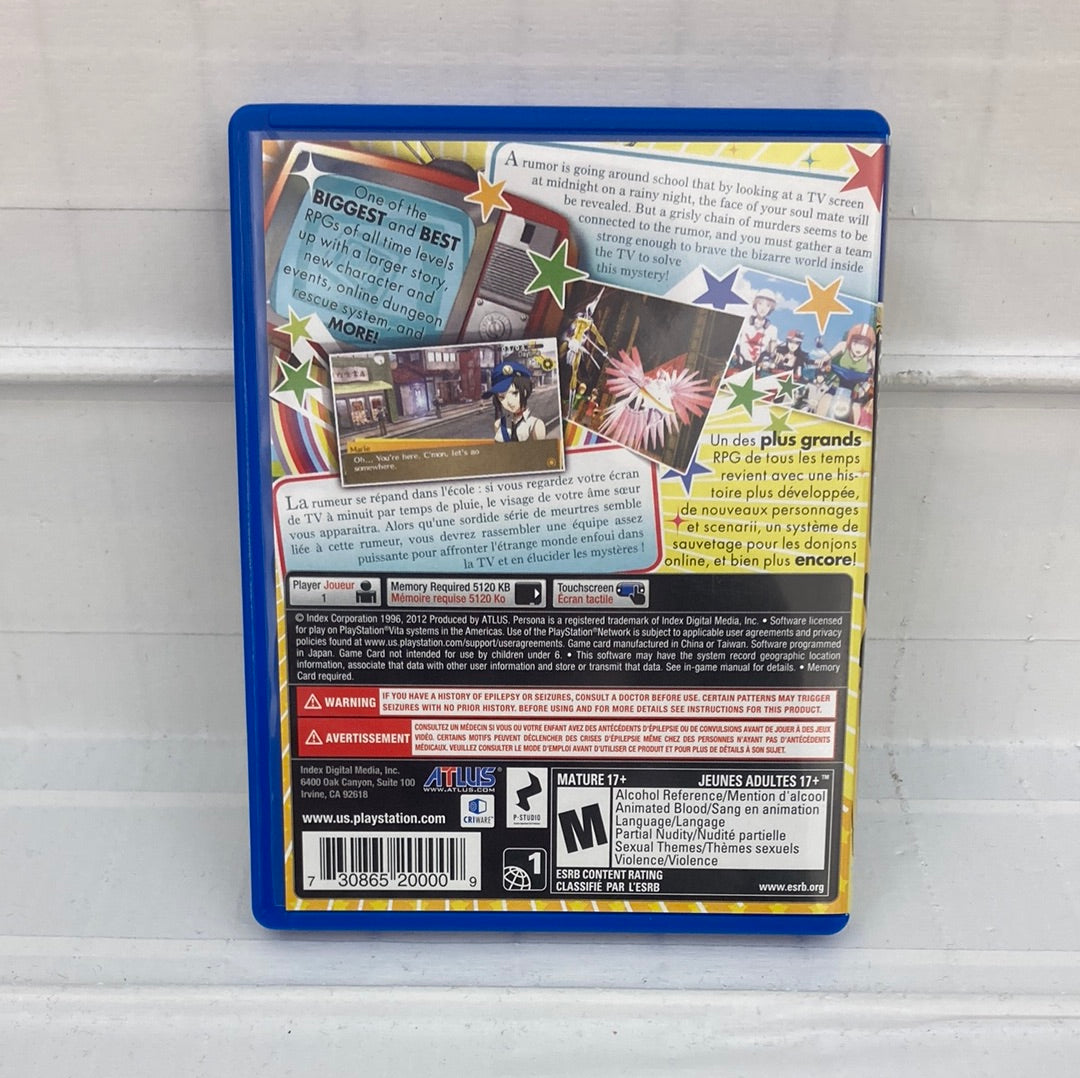 One of the
BIGGEST and BEST
RPGs of all time levels
up with a larger story,
new character and
events, online dungeon
rescue system, and
MORE!
A rumor is going around school that by looking at a TV screen
at midnight on a rainy night, the face of your soul mate will
be revealed. But a grisly chain of murders seems to be
connected to the rumor, and you must gather a team
strong enough to brave the bizarre world inside
the TV to solve
this mystery!
Daytime
Marie
Oh... You're here. C'mon, let's go
somewhere.
La rumeur se répand dans l'école : si vous regardez votre écran
de TV à minuit par temps de pluie, le visage de votre âme sœur
vous apparaitra. Alors qu'une sordide série de meurtres semble
liée à cette rumeur, vous devrez rassembler une équipe assez
puissante pour affronter l'étrange monde enfoui dans
la TV et en élucider les mystères !
Un des plus grands
RPG de tous les temps
revient avec une his-
toire plus développée,
de nouveaux personnages
et scenarii, un système de
sauvetage pour les donjons
online, et bien plus encore!
Player Joueur
1
Memory Required 5120 KB
Mémoire requise 5120 Ko
Touchscreen
Écran tactile
© Index Corporation 1996, 2012 Produced by ATLUS. Persona is a registered trademark of Index Digital Media, Inc. • Software licensed
for play on PlayStation®Vita systems in the Americas. Use of the PlayStation®Network is subject to applicable user agreements and privacy
policies found at www.us.playstation.com/support/useragreements. Game card manufactured in China or Taiwan. Software programmed
in Japan. Game Card not intended for use by children under 6. • This software may have the system record geographic location
information, associate that data with other user information and store or transmit that data. See in-game manual for details. • Memory
Card required.
WARNING
IF YOU HAVE A HISTORY OF EPILEPSY OR SEIZURES, CONSULT A DOCTOR BEFORE USE. CERTAIN PATTERNS MAY TRIGGER
SEIZURES WITH NO PRIOR HISTORY. BEFORE USING AND FOR MORE DETAILS SEE INSTRUCTIONS FOR THIS PRODUCT.
AVERTISSEMENT
CONSULTEZ UN MÉDECIN SI VOUS OU VOTRE ENFANT AVEZ DES ANTÉCÉDENTS D'ÉPILEPSIE OU DE CONVULSIONS AVANT DE JOUER À DES JEUX
VIDÉO. CERTAINS MOTIFS PEUVENT DÉCLENCHER DES CRISES D'ÉPILEPSIE MÊME CHEZ DES PERSONNES N'AYANT PAS D'ANTÉCÉDENTS
MÉDICAUX. VEUILLEZ CONSULTER LE MODE D'EMPLOI AVANT D'UTILISER CE PRODUIT ET POUR PLUS DE DÉTAILS À SON SUJET.
Index Digital Media, Inc.
6400 Oak Canyon, Suite 100
Irvine, CA 92618
ATLUS®
WWW.ATLUS.COM
www.us.playstation.com
CRIWARE™
P-STUDIO
7 30865 20000 9
1
MATURE 17+ JEUNES ADULTES 17+™
M
Alcohol Reference/Mention d'alcool
Animated Blood/Sang en animation
Language/Langage
Partial Nudity/Nudité partielle
Sexual Themes/Thèmes sexuels
Violence/Violence
ESRB CONTENT RATING
CLASSIFIÉ PAR L'ESRB
www.esrb.org